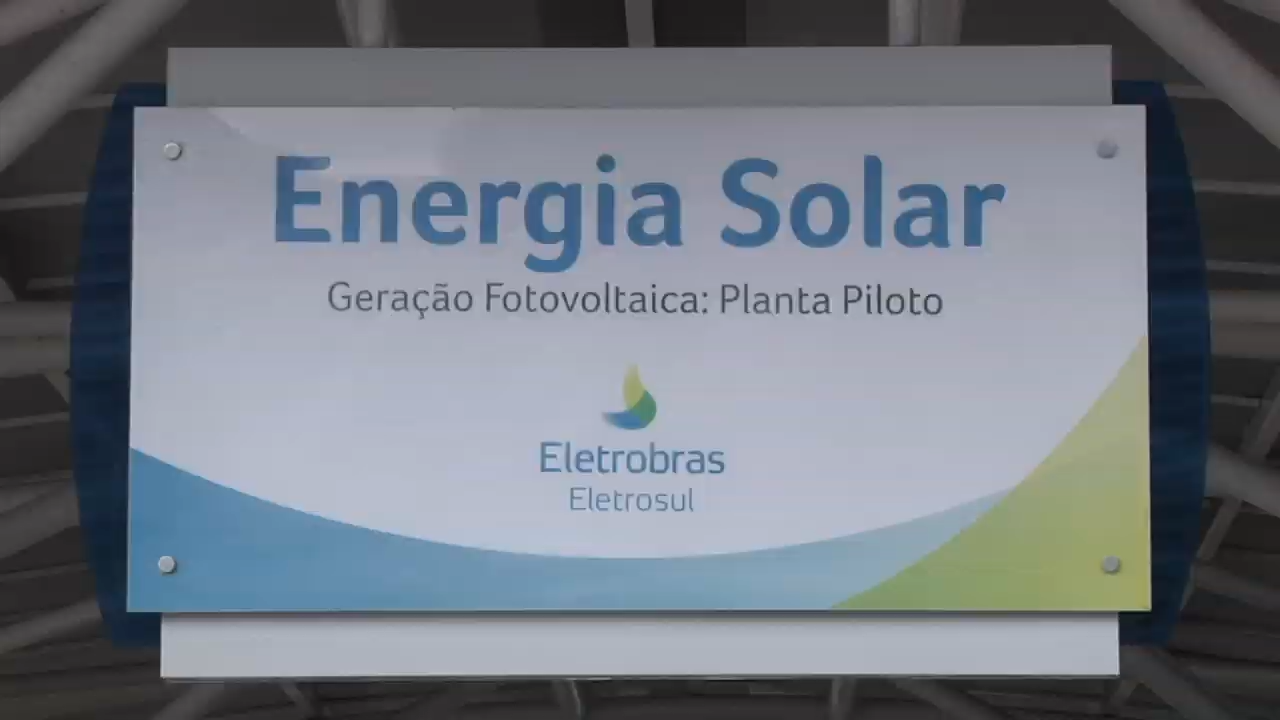 Energia Solar
Geração Fotovoltaica: Planta Piloto
Eletrobras
Eletrosul